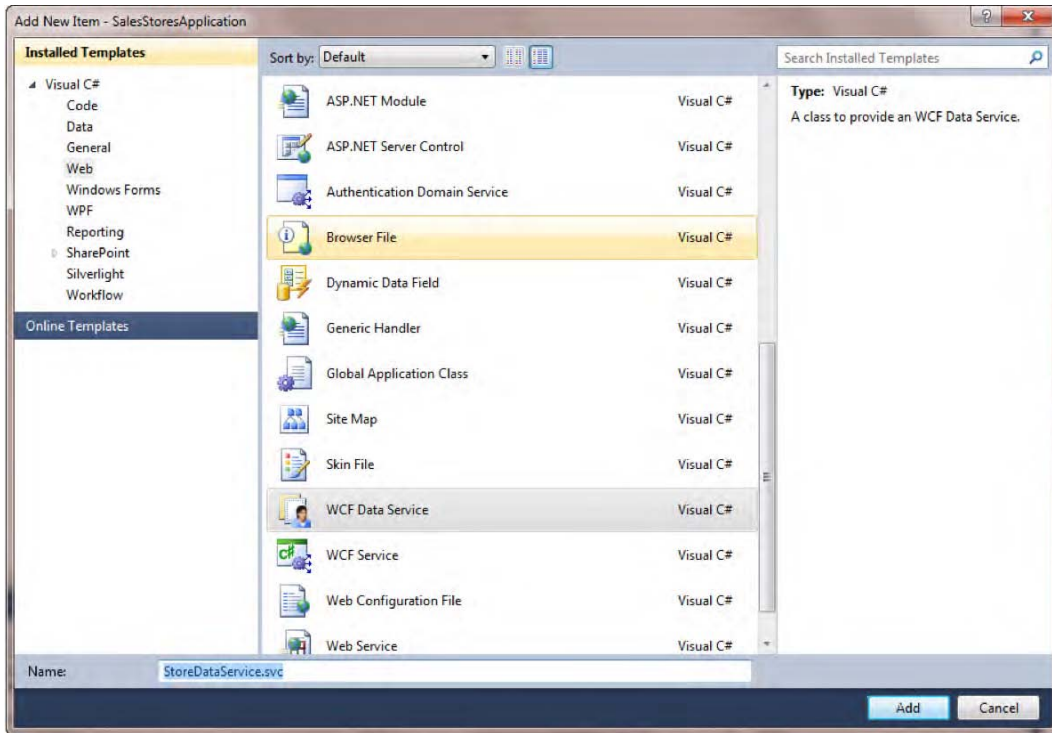 Add New Item - SalesStoresApplication
Installed Templates
Visual C#
Code
Data
General
Web
Windows Forms
WPF
Reporting
SharePoint
Silverlight
Workflow
Online Templates
Sort by: Default
ASP.NET Module Visual C#
ASP.NET Server Control Visual C#
Authentication Domain Service Visual C#
Browser File Visual C#
Dynamic Data Field Visual C#
Generic Handler Visual C#
Global Application Class Visual C#
Site Map Visual C#
Skin File Visual C#
WCF Data Service Visual C#
WCF Service Visual C#
Web Configuration File Visual C#
Web Service Visual C#
Search Installed Templates
Type: Visual C#
A class to provide an WCF Data Service.
Name: StoreDataService.svc
Add Cancel